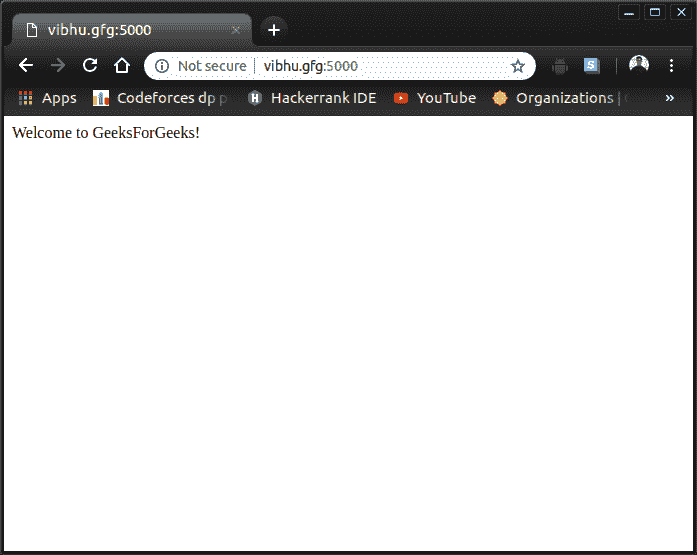 vibhu.gfg:5000
Not secure vibhu.gfg:5000
Apps Codeforces dp Hackerrank IDE YouTube Organizations |
Welcome to GeeksForGeeks!